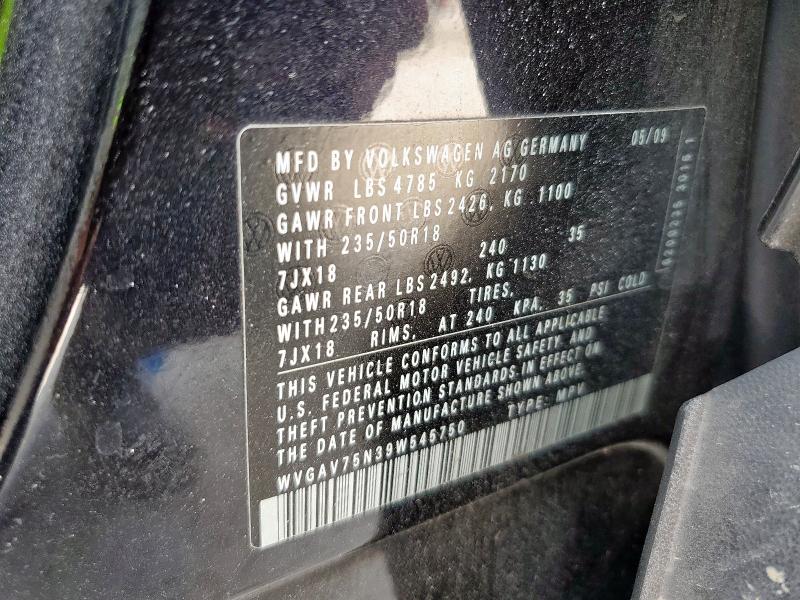 MFD BY VOLKSWAGEN AG GERMANY 05/09
GVWR LBS 4785 KG 2170
GAWR FRONT LBS 2426, KG 1100
WITH 235/50R18
7JX18 240 35
GAWR REAR LBS 2492, KG 1130
WITH 235/50R18 TIRES,
7JX18 RIMS, AT 240 KPA, 35 PSI COLD
THIS VEHICLE CONFORMS TO ALL APPLICABLE
U.S. FEDERAL MOTOR VEHICLE SAFETY, AND
THEFT PREVENTION STANDARDS IN EFFECT ON
THE DATE OF MANUFACTURE SHOWN ABOVE.
WVGAV75N39W545750 TYPE: MPV